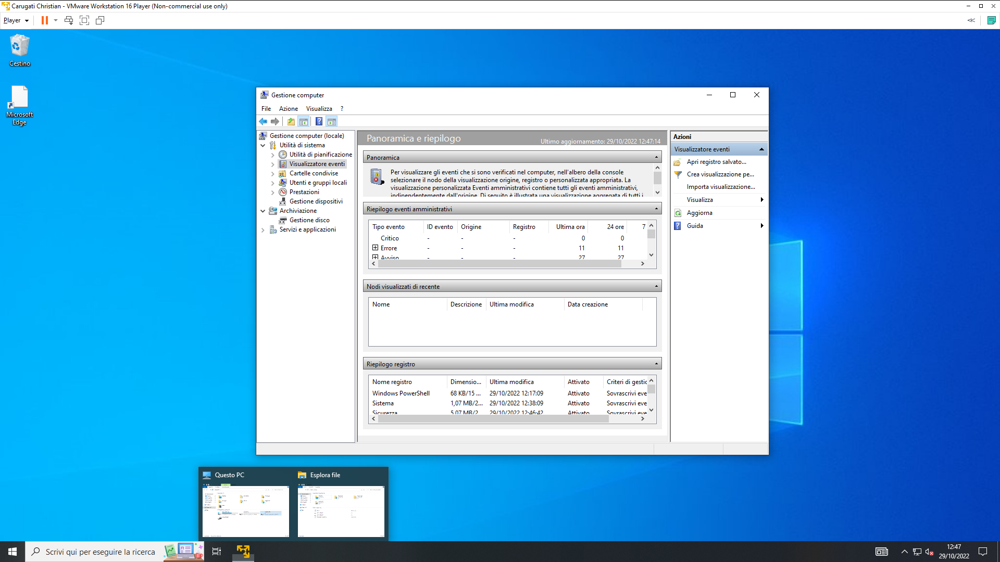 Carugati Christian - VMware Workstation 16 Player (Non-commercial use only)
Player
Cestino
Microsoft
Edge
Gestione computer
File Azione Visualizza ?
Gestione computer (locale)
Utilità di sistema
Utilità di pianificazione
Visualizzatore eventi
Cartelle condivise
Utenti e gruppi locali
Prestazioni
Gestione dispositivi
Archiviazione
Gestione disco
Servizi e applicazioni
Panoramica e riepilogo
Ultimo aggiornamento: 29/10/2022 12:47:14
Panoramica
Per visualizzare gli eventi che si sono verificati nel computer, nell'albero della console
selezionare il nodo della visualizzazione origine, registro o personalizzata appropriata. La
visualizzazione personalizzata Eventi amministrativi contiene tutti gli eventi amministrativi,
indipendentemente dall'origine. Di seguito è illustrata una visualizzazione aggregata di tutti i
Riepilogo eventi amministrativi
Tipo evento ID evento Origine Registro Ultima ora 24 ore 7
Critico - - - 0 0
Errore - - - 11 11
Avviso - - - 27 27
Nodi visualizzati di recente
Nome Descrizione Ultima modifica Data creazione
Riepilogo registro
Nome registro Dimensio... Ultima modifica Attivato Criteri di gestic
Windows PowerShell 68 KB/15 ... 29/10/2022 12:17:09 Attivato Sovrascrivi eve
Sistema 1,07 MB/2... 29/10/2022 12:38:09 Attivato Sovrascrivi eve
Sicurezza 5,07 MB/2 29/10/2022 12:46:42 Attivato Sovrascrivi eve
Azioni
Visualizzatore eventi
Apri registro salvato...
Crea visualizzazione pe...
Importa visualizzazione...
Visualizza
Aggiorna
Guida
Questo PC
Esplora file
Scrivi qui per eseguire la ricerca
12:47
29/10/2022